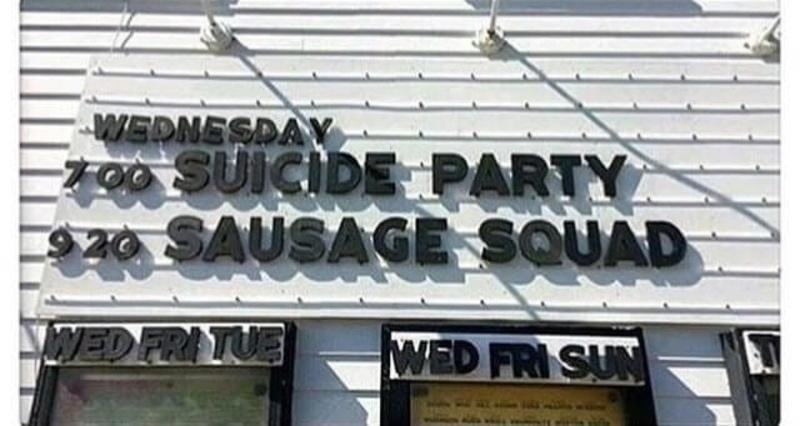 WEDNESDAY
7 00 SUICIDE PARTY
9 20 SAUSAGE SQUAD
WED FRI TUE
WED FRI SUN